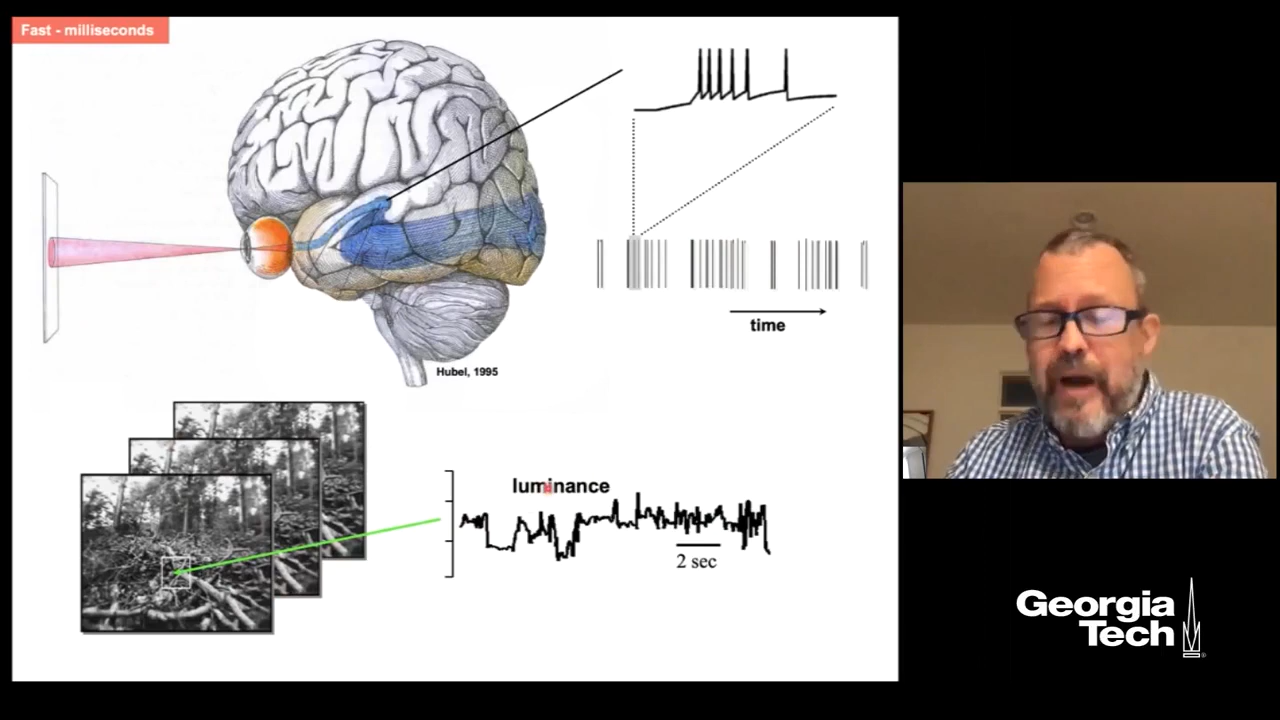 Fast - milliseconds
time
Hubel, 1995
luminance
2 sec
Georgia
Tech